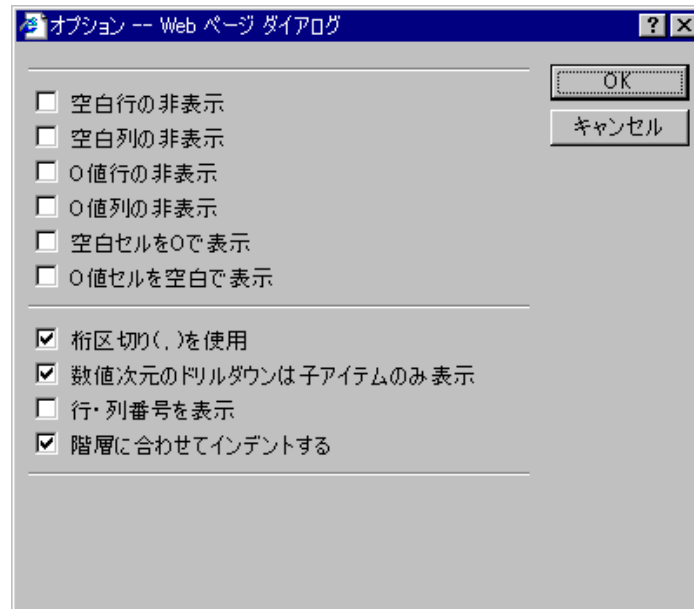 オプション -- Web ページ ダイアログ
OK
キャンセル
空白行の非表示
空白列の非表示
0値行の非表示
0値列の非表示
空白セルを0で表示
0値セルを空白で表示
桁区切り(,)を使用
数値次元のドリルダウンは子アイテムのみ表示
行・列番号を表示
階層に合わせてインデントする